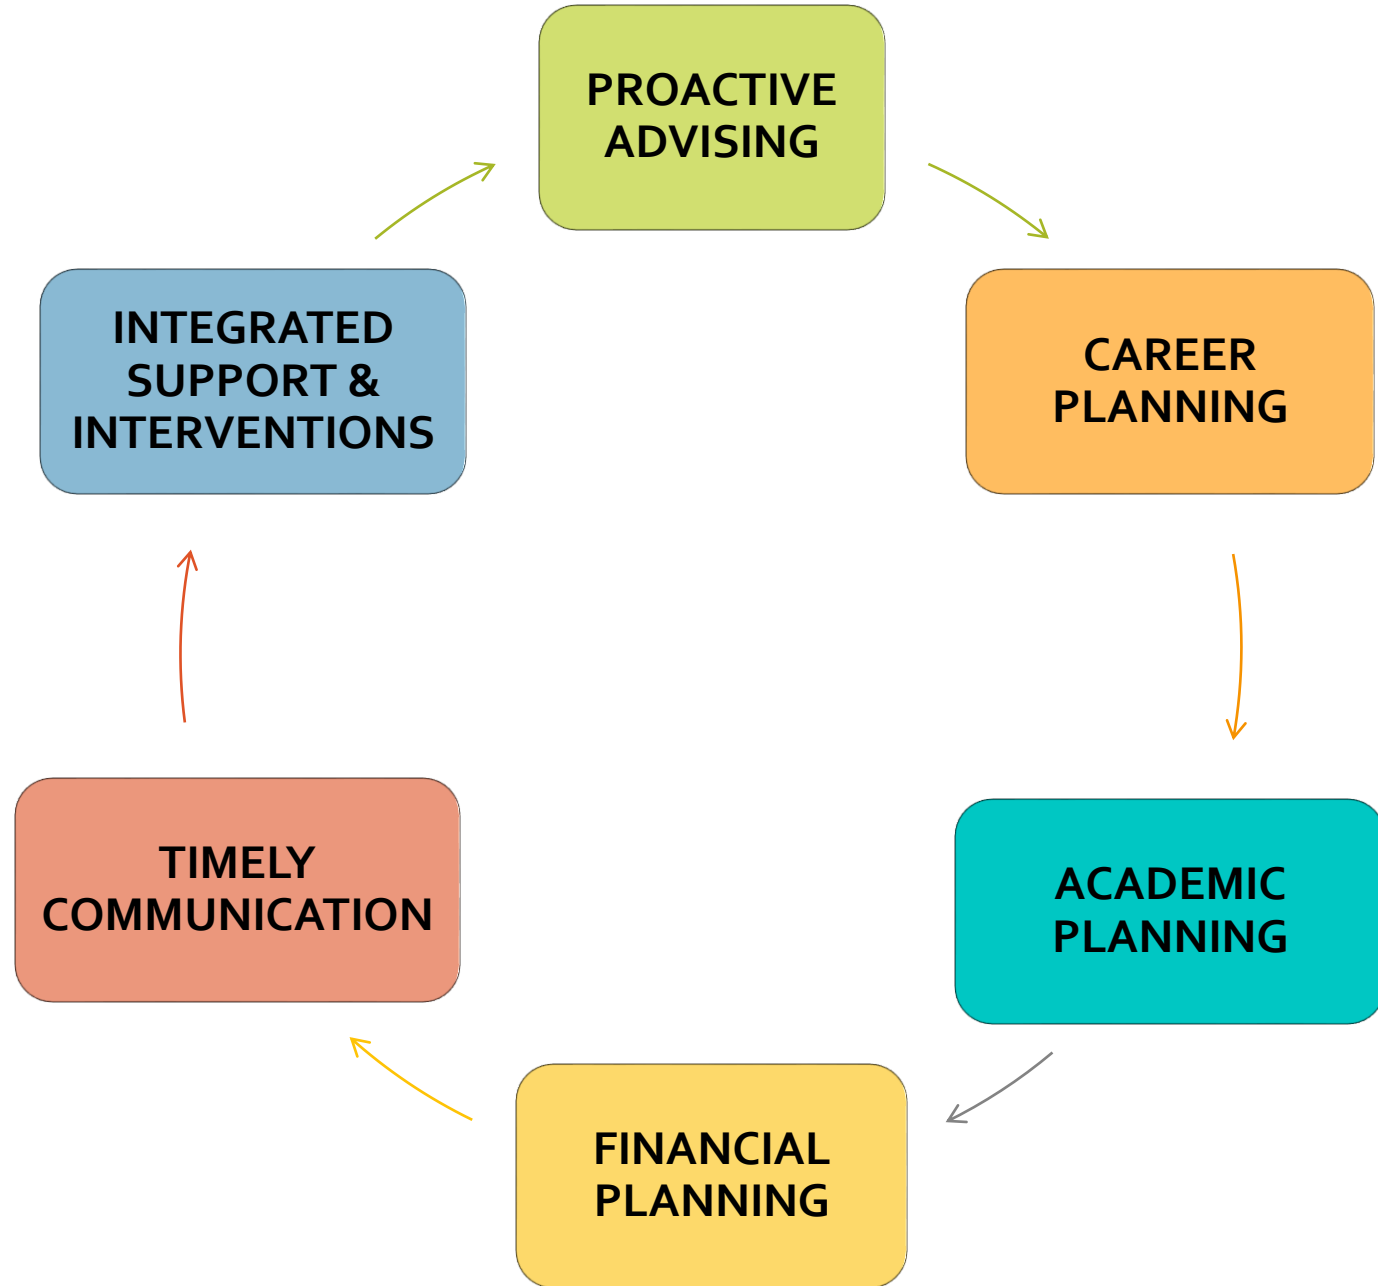 PROACTIVE
ADVISING
CAREER
PLANNING
ACADEMIC
PLANNING
FINANCIAL
PLANNING
TIMELY
COMMUNICATION
INTEGRATED
SUPPORT &
INTERVENTIONS